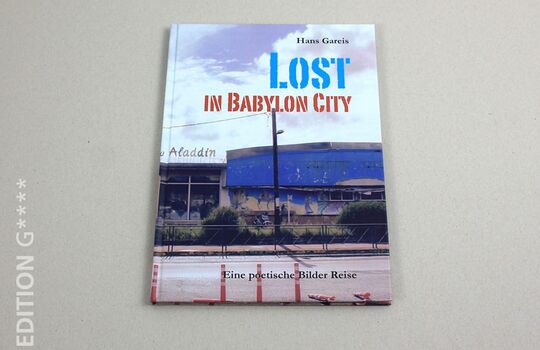 Hans Gareis
LOST
IN BABYLON CITY
Aladdin
Eine poetische Bilder Reise
EDITION G****